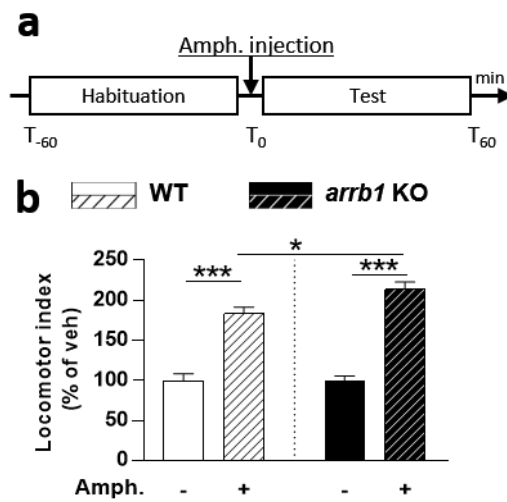 a
Amph. injection
Habituation
Test
min
T-60
T0
T60
b
WT
arrb1 KO
Locomotor index
(% of veh)
250
200
150
100
50
0
***
*
***
Amph. - + - +